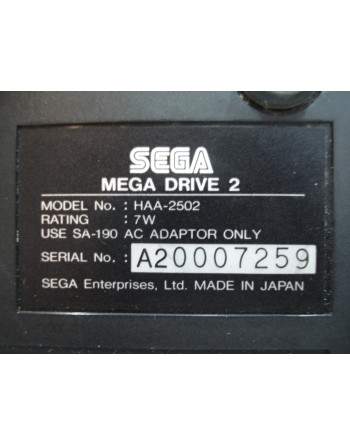 SEGA
MEGA DRIVE 2
MODEL No. : HAA-2502
RATING : 7W
USE SA-190 AC ADAPTOR ONLY
SERIAL No. : A20007259
SEGA Enterprises, Ltd. MADE IN JAPAN